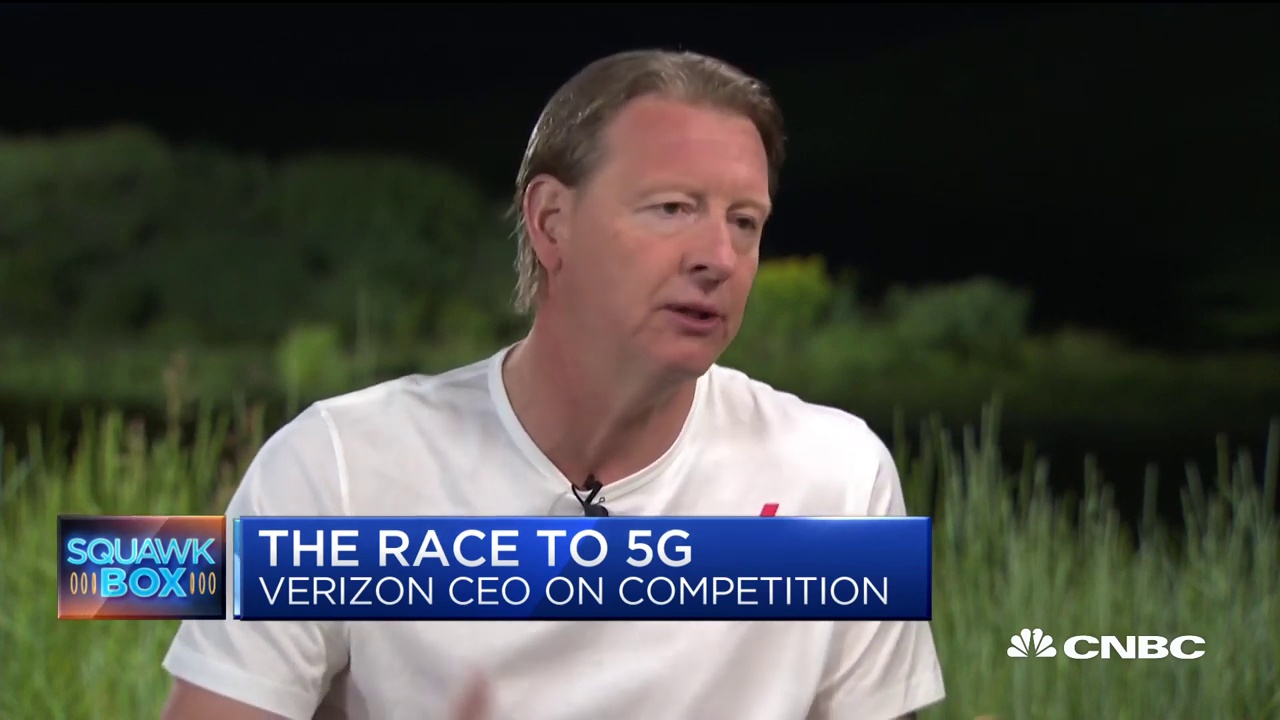 SQUAWK
BOX
THE RACE TO 5G
VERIZON CEO ON COMPETITION
CNBC